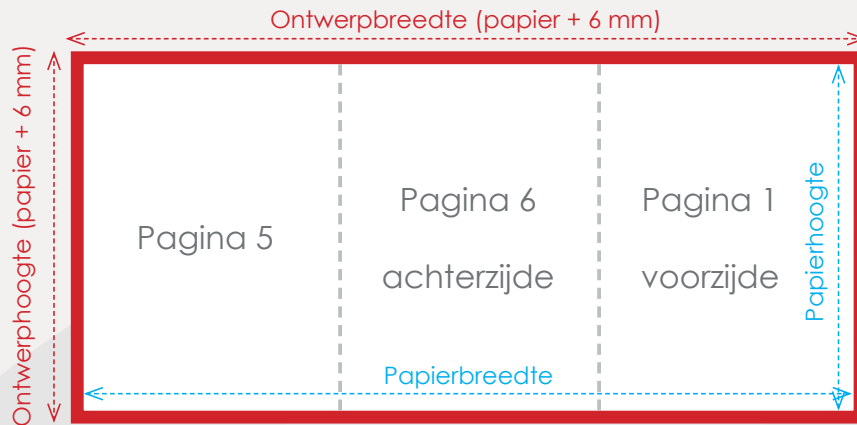 Ontwerpbreedte (papier + 6 mm)
Ontwerphoogte (papier + 6 mm)
Pagina 5
Pagina 6
achterzijde
Pagina 1
voorzijde
Papierhoogte
Papierbreedte